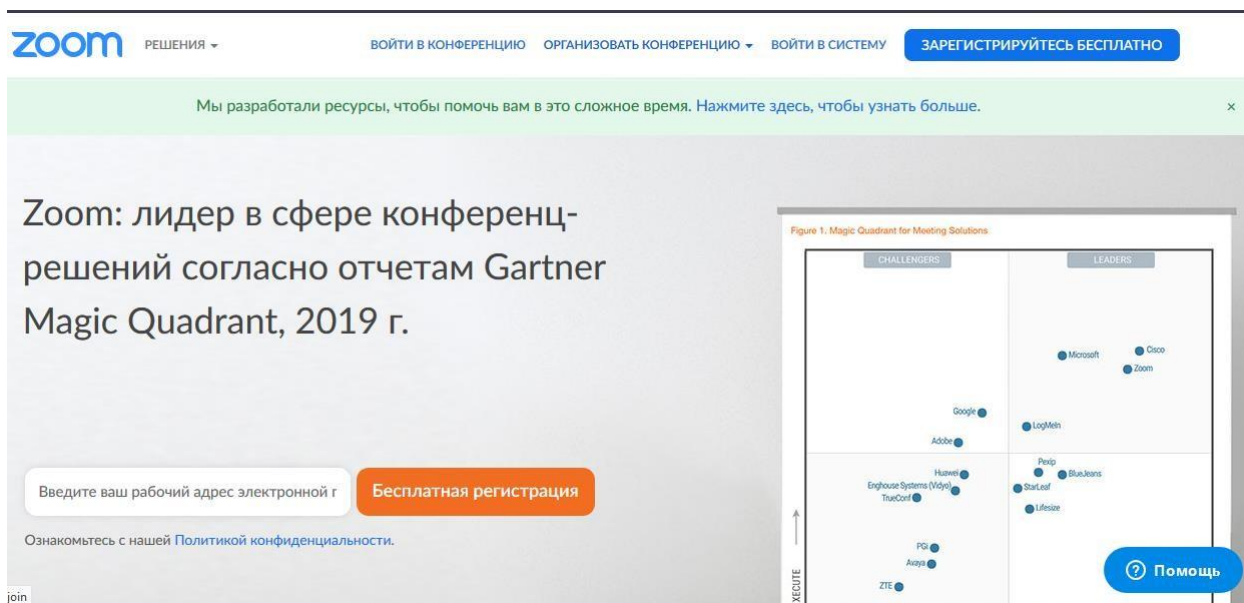 zoom
РЕШЕНИЯ
ВОЙТИ В КОНФЕРЕНЦИЮ
ОРГАНИЗОВАТЬ КОНФЕРЕНЦИЮ
ВОЙТИ В СИСТЕМУ
ЗАРЕГИСТРИРУЙТЕСЬ БЕСПЛАТНО
Мы разработали ресурсы, чтобы помочь вам в это сложное время. Нажмите здесь, чтобы узнать больше.
×
Zoom: лидер в сфере конференц-
решений согласно отчетам Gartner
Magic Quadrant, 2019 г.
Введите ваш рабочий адрес электронной г
Бесплатная регистрация
Ознакомьтесь с нашей Политикой конфиденциальности.
join
Figure 1. Magic Quadrant for Meeting Solutions
CHALLENGERS
LEADERS
Microsoft
Cisco
Zoom
Google
LogMeIn
Adobe
Pexip
Huawei
BlueJeans
Enghouse Systems (Vidyo)
StarLeaf
TrueConf
Lifesize
PGi
Avaya
ZTE
XECUTE
? Помощь